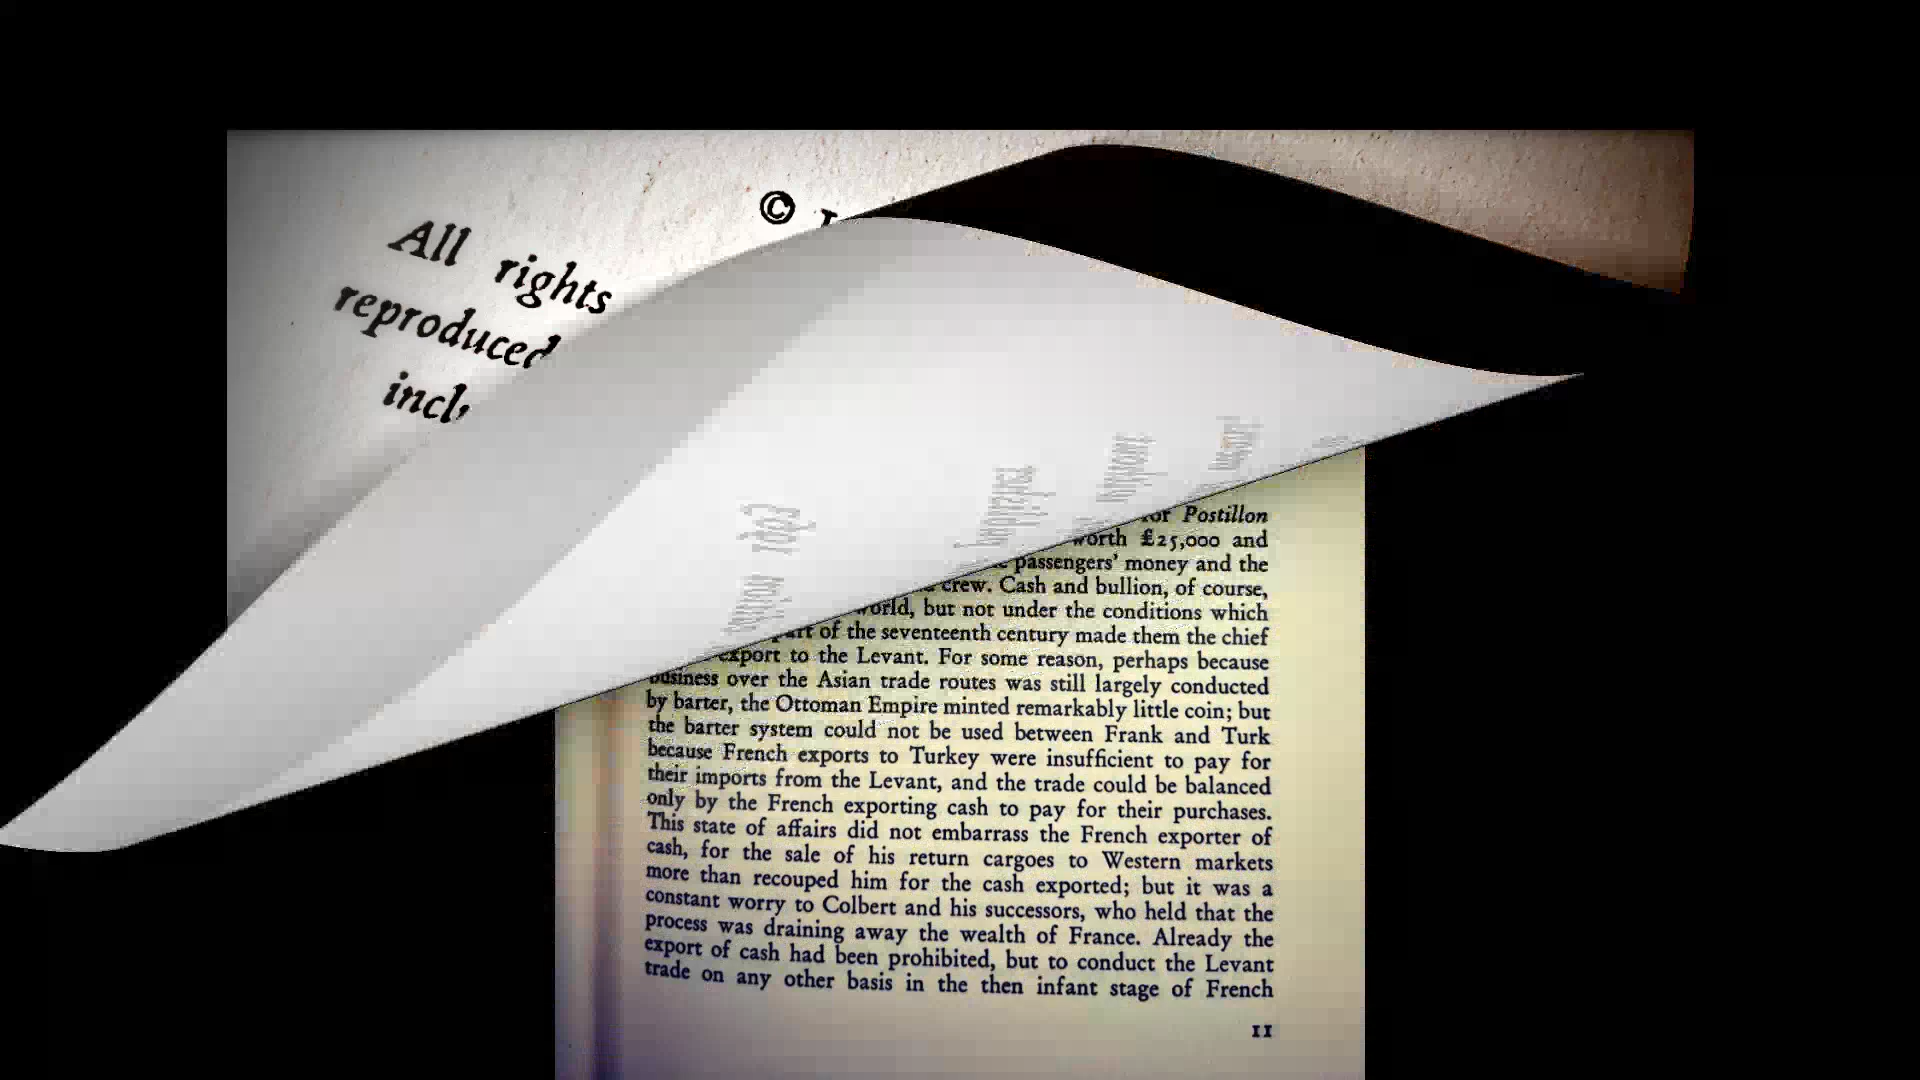 ©
All rights
reproduced
for Postillon
worth £25,000 and
passengers' money and the
crew. Cash and bullion, of course,
world, but not under the conditions which
part of the seventeenth century made them the chief
export to the Levant. For some reason, perhaps because
business over the Asian trade routes was still largely conducted
by barter, the Ottoman Empire minted remarkably little coin; but
the barter system could not be used between Frank and Turk
because French exports to Turkey were insufficient to pay for
their imports from the Levant, and the trade could be balanced
only by the French exporting cash to pay for their purchases.
This state of affairs did not embarrass the French exporter of
cash, for the sale of his return cargoes to Western markets
more than recouped him for the cash exported; but it was a
constant worry to Colbert and his successors, who held that the
process was draining away the wealth of France. Already the
export of cash had been prohibited, but to conduct the Levant
trade on any other basis in the then infant stage of French
11